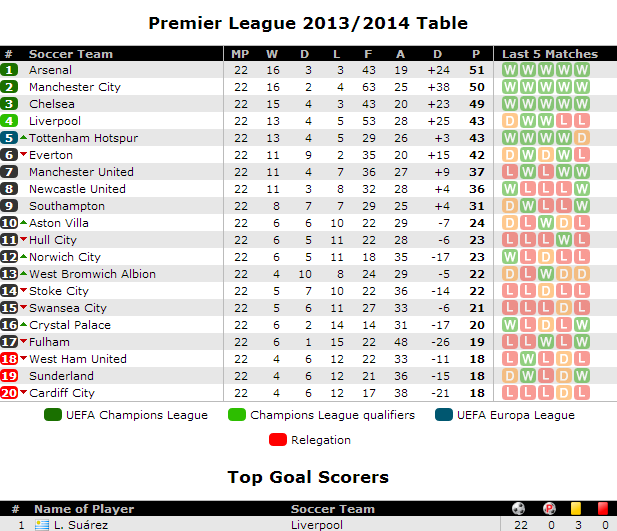 Premier League 2013/2014 Table
# Soccer Team MP W D L F A D P Last 5 Matches
1 Arsenal 22 16 3 3 43 19 +24 51 W W W W W
2 Manchester City 22 16 2 4 63 25 +38 50 W W W W W
3 Chelsea 22 15 4 3 43 20 +23 49 W W W W W
4 Liverpool 22 13 4 5 53 28 +25 43 D W W L L
5 Tottenham Hotspur 22 13 4 5 29 26 +3 43 W W W W D
6 Everton 22 11 9 2 35 20 +15 42 D W D W L
7 Manchester United 22 11 4 7 36 27 +9 37 L W L W W
8 Newcastle United 22 11 3 8 32 28 +4 36 W L L L W
9 Southampton 22 8 7 7 29 25 +4 31 D W L L W
10 Aston Villa 22 6 6 10 22 29 -7 24 D L W D L
11 Hull City 22 6 5 11 22 28 -6 23 L L L W L
12 Norwich City 22 6 5 11 18 35 -17 23 W L D L L
13 West Bromwich Albion 22 4 10 8 24 29 -5 22 D L W D D
14 Stoke City 22 5 7 10 22 36 -14 22 L L D L L
15 Swansea City 22 5 6 11 27 33 -6 21 L L L D L
16 Crystal Palace 22 6 2 14 14 31 -17 20 W L D L W
17 Fulham 22 6 1 15 22 48 -26 19 L L W L W
18 West Ham United 22 4 6 12 22 33 -11 18 L W L D L
19 Sunderland 22 4 6 12 21 36 -15 18 D W L D W
20 Cardiff City 22 4 6 12 17 38 -21 18 L L L D L
UEFA Champions League Champions League qualifiers UEFA Europa League
Relegation
Top Goal Scorers
# Name of Player Soccer Team P
1 L. Suárez Liverpool 22 0 3 0